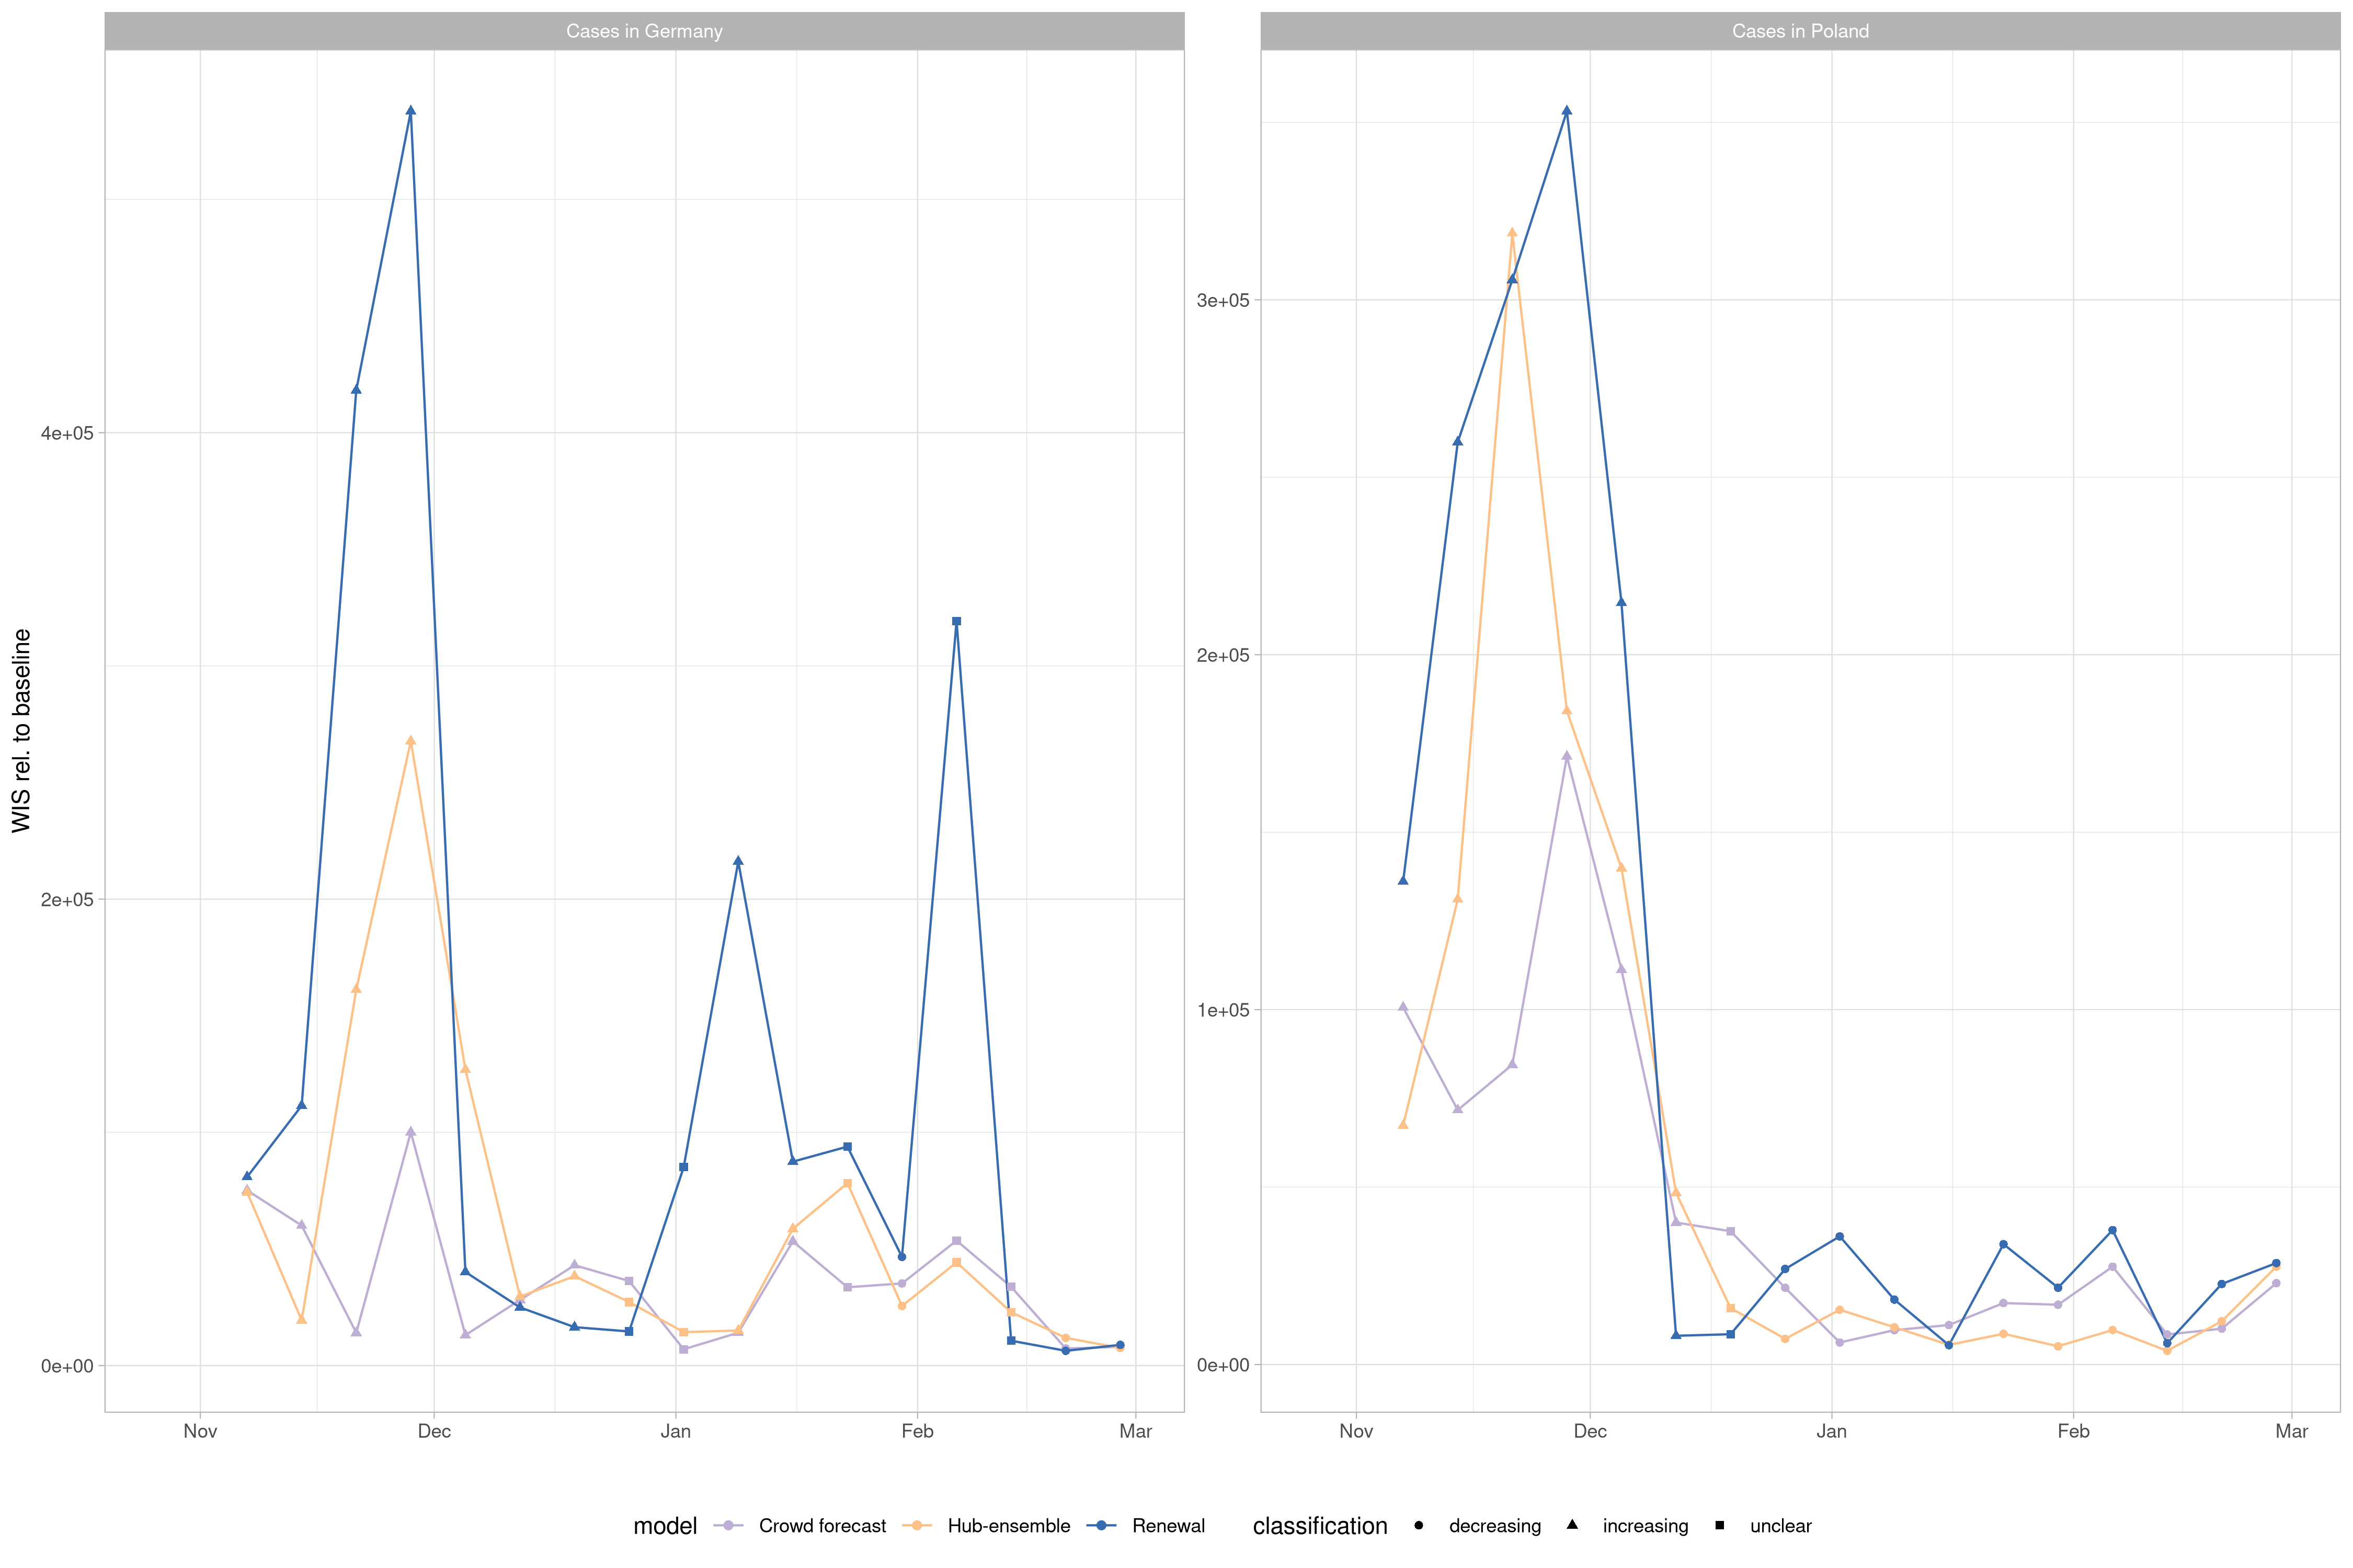 Cases in Germany
Cases in Poland
WIS rel. to baseline
4e+05
2e+05
0e+00
3e+05
2e+05
1e+05
0e+00
Nov Dec Jan Feb Mar
Nov Dec Jan Feb Mar
model Crowd forecast Hub-ensemble Renewal classification decreasing increasing unclear